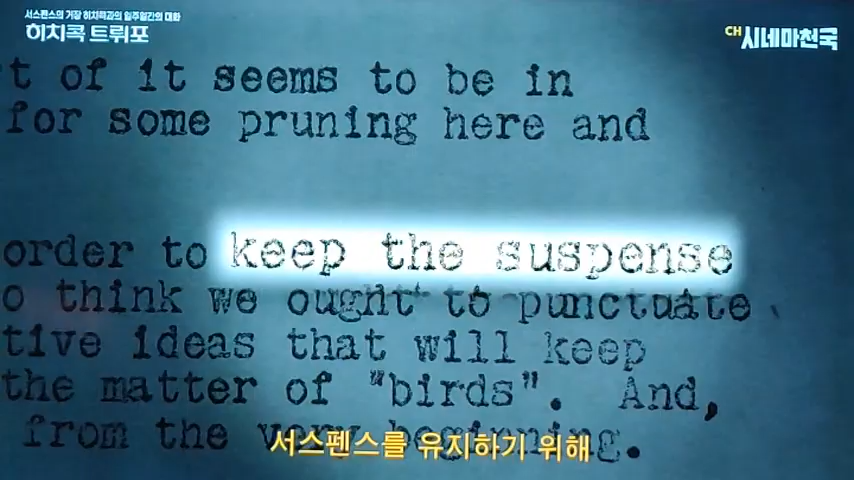 서스펜스의 거장 히치콕과의 일주일간의 대화
히치콕 트뤼포
CH 시네마천국
t of it seems to be in
for some pruning here and
order to keep the suspense
o think we ought to punctuate
tive ideas that will keep
the matter of "birds". And,
from the very beginning.
서스펜스를 유지하기 위해